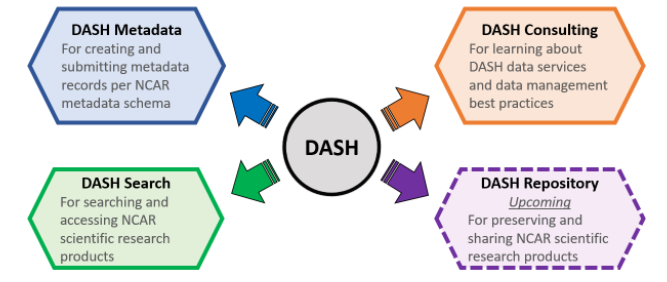 DASH Metadata
For creating and
submitting metadata
records per NCAR
metadata schema
DASH Consulting
For learning about
DASH data services
and data management
best practices
DASH
DASH Search
For searching and
accessing NCAR
scientific research
products
DASH Repository
Upcoming
For preserving and
sharing NCAR scientific
research products